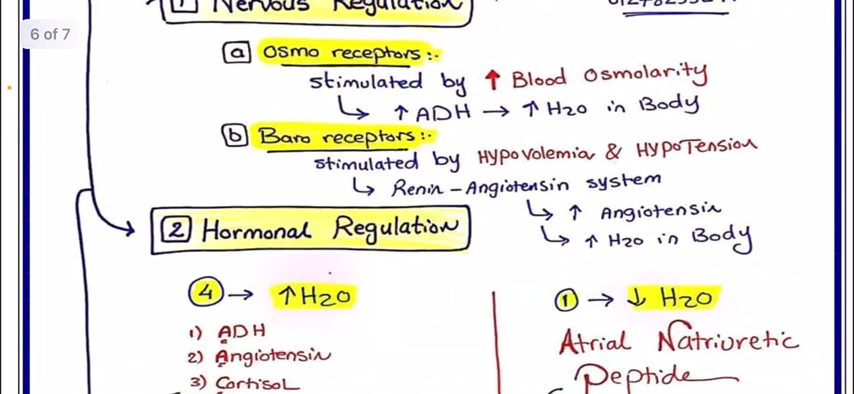 6 of 7
1 Nervous Regulation
a Osmo receptors:-
stimulated by ↑ Blood Osmolarity
↳ ↑ ADH → ↑ H2O in Body
b Baro receptors:-
stimulated by Hypovolemia & HypoTension
↳ Renin - Angiotensin system
↳ ↑ Angiotensin
↳ ↑ H2O in Body
2 Hormonal Regulation
4 → ↑H2O
1) ADH
2) Angiotensin
3) Cortisol
1 → ↓ H2O
Atrial Natriuretic
Peptide